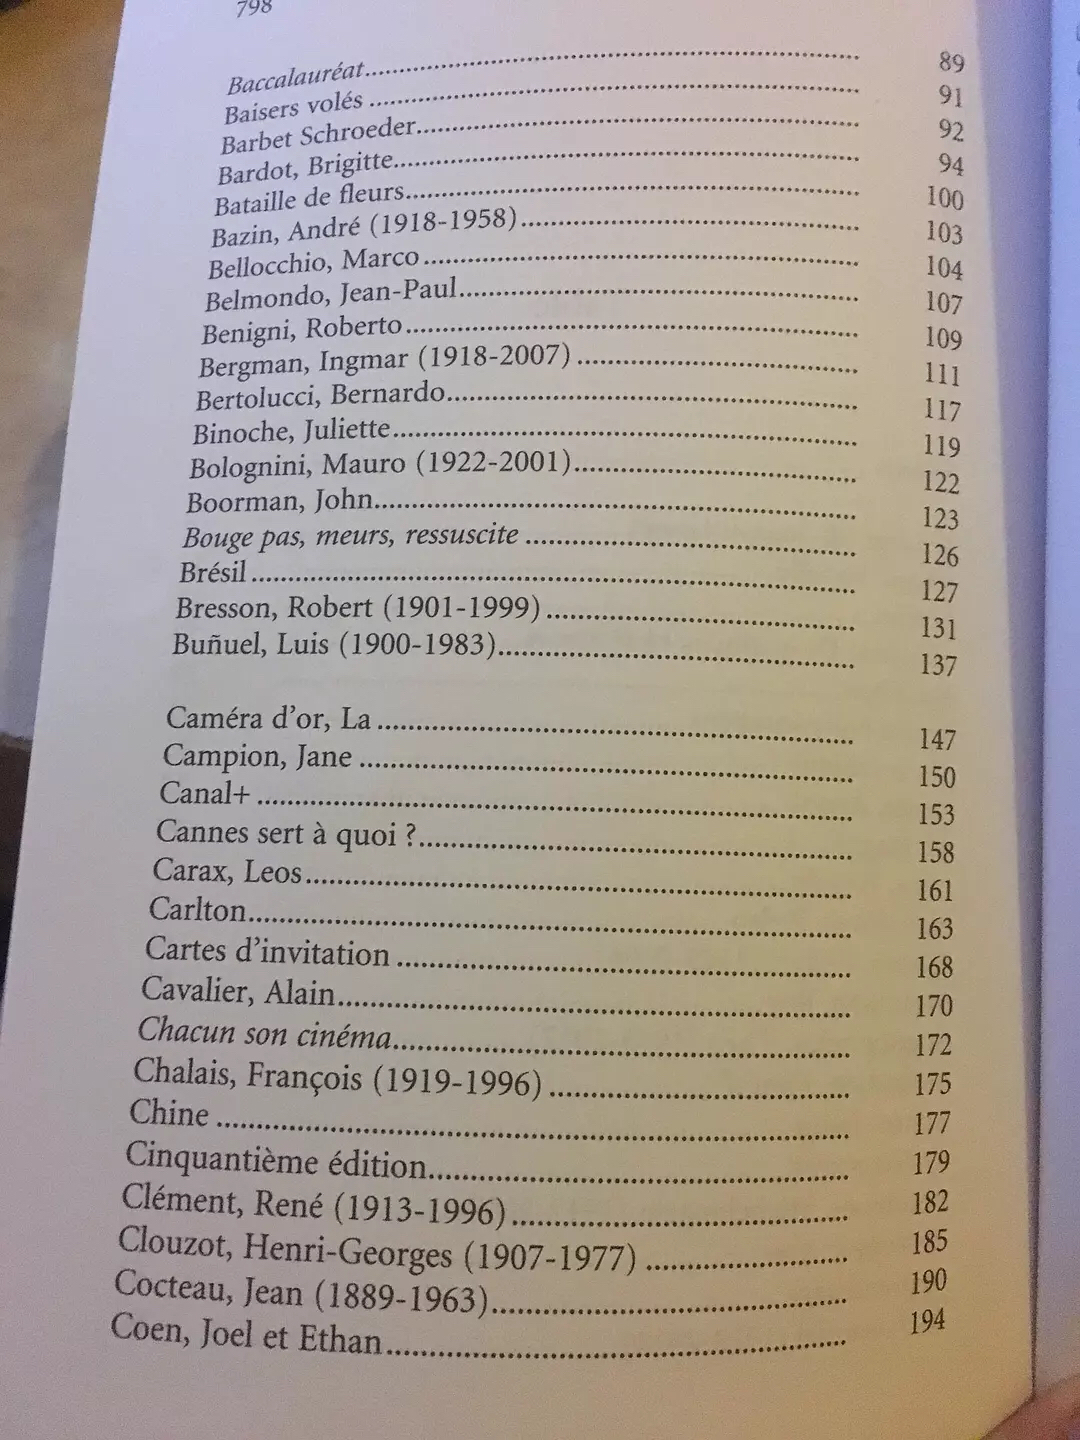 798
Baccalauréat.......... 89
Baisers volés .......... 91
Barbet Schroeder.......... 92
Bardot, Brigitte.......... 94
Bataille de fleurs.......... 100
Bazin, André (1918-1958).......... 103
Bellocchio, Marco.......... 104
Belmondo, Jean-Paul.......... 107
Benigni, Roberto.......... 109
Bergman, Ingmar (1918-2007).......... 111
Bertolucci, Bernardo.......... 117
Binoche, Juliette.......... 119
Bolognini, Mauro (1922-2001).......... 122
Boorman, John.......... 123
Bouge pas, meurs, ressuscite .......... 126
Brésil.......... 127
Bresson, Robert (1901-1999).......... 131
Buñuel, Luis (1900-1983).......... 137
Caméra d'or, La.......... 147
Campion, Jane .......... 150
Canal+ .......... 153
Cannes sert à quoi ?.......... 158
Carax, Leos.......... 161
Carlton.......... 163
Cartes d'invitation .......... 168
Cavalier, Alain.......... 170
Chacun son cinéma.......... 172
Chalais, François (1919-1996).......... 175
Chine .......... 177
Cinquantième édition.......... 179
Clément, René (1913-1996).......... 182
Clouzot, Henri-Georges (1907-1977) .......... 185
Cocteau, Jean (1889-1963).......... 190
Coen, Joel et Ethan.......... 194